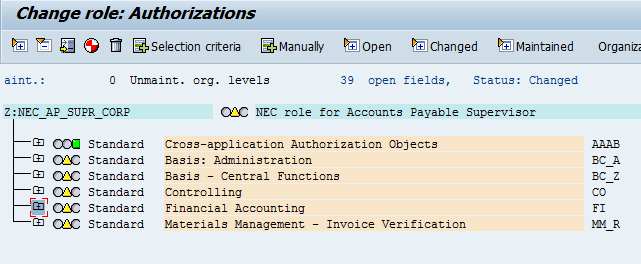 Change role: Authorizations
Selection criteria Manually Open Changed Maintained Organiza
aint.: 0 Unmaint. org. levels 39 open fields, Status: Changed
Z:NEC_AP_SUPR_CORP NEC role for Accounts Payable Supervisor
Standard Cross-application Authorization Objects AAAB
Standard Basis: Administration BC_A
Standard Basis - Central Functions BC_Z
Standard Controlling CO
Standard Financial Accounting FI
Standard Materials Management - Invoice Verification MM_R